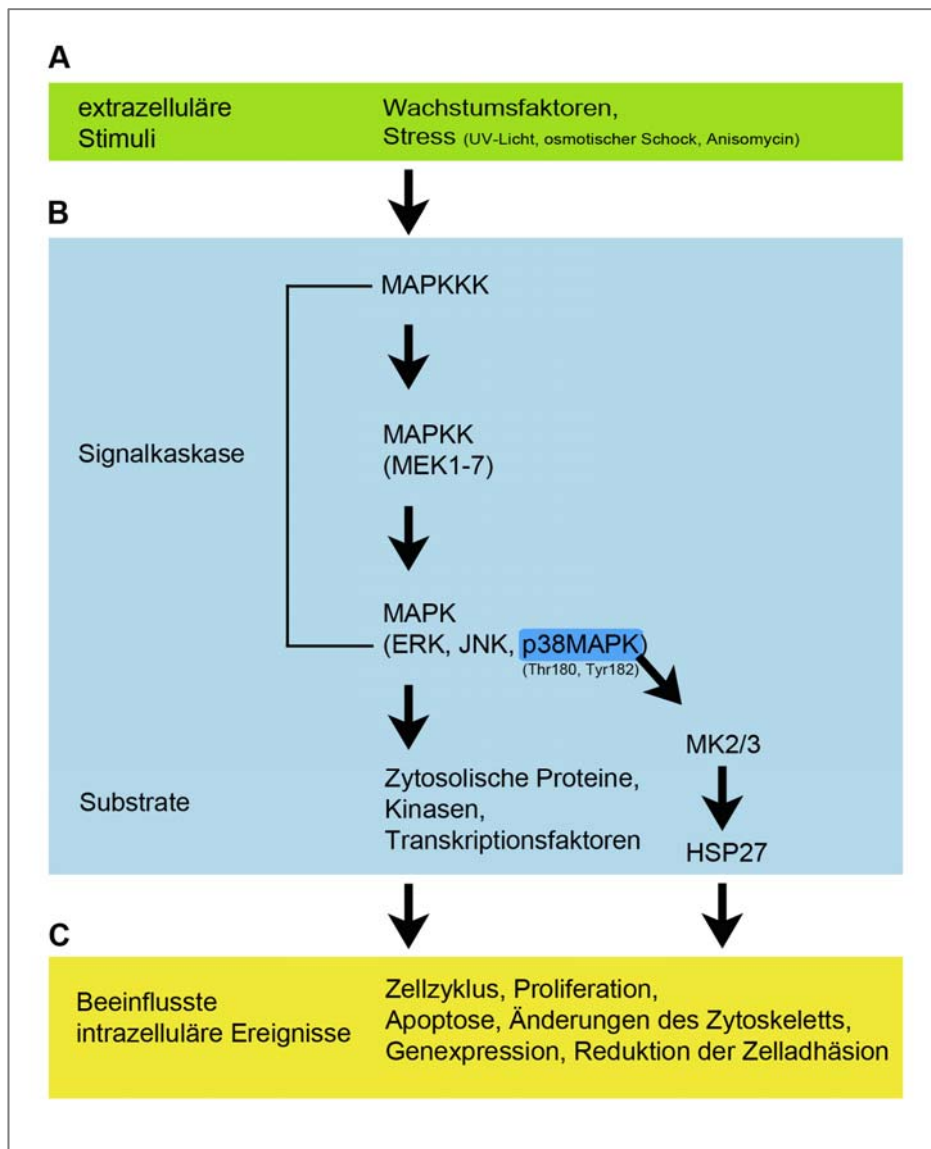 A
extrazelluläre
Stimuli
Wachstumsfaktoren,
Stress (UV-Licht, osmotischer Schock, Anisomycin)
B
MAPKKK
Signalkaskase
MAPKK
(MEK1-7)
MAPK
(ERK, JNK, p38MAPK)
(Thr180, Tyr182)
MK2/3
Substrate
Zytosolische Proteine,
Kinasen,
Transkriptionsfaktoren
HSP27
C
Beeinflusste
intrazelluläre Ereignisse
Zellzyklus, Proliferation,
Apoptose, Änderungen des Zytoskeletts,
Genexpression, Reduktion der Zelladhäsion